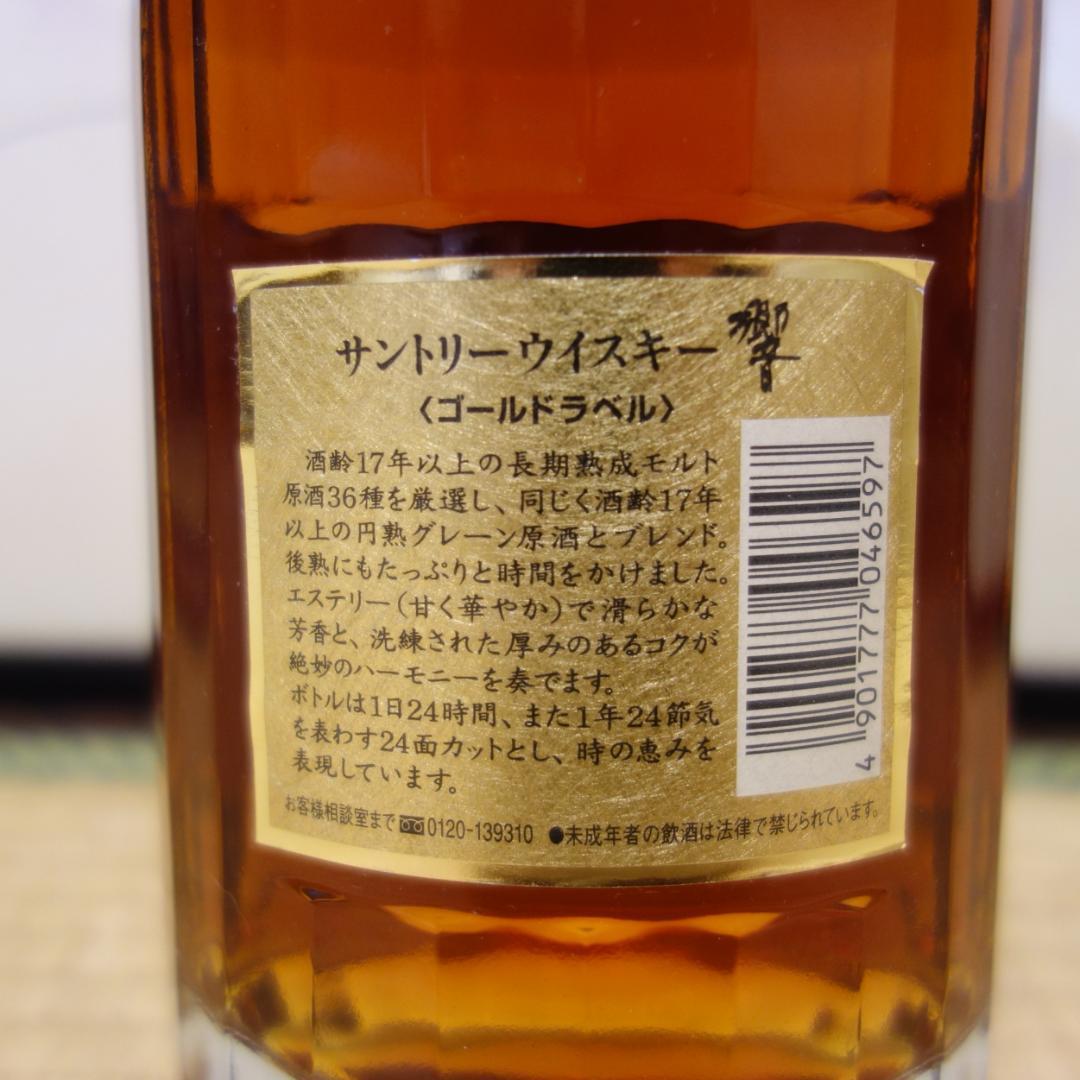 サントリーウイスキー 響
〈ゴールドラベル〉
酒齢17年以上の長期熟成モルト
原酒36種を厳選し、同じく酒齢17年
以上の円熟グレーン原酒とブレンド。
後熟にもたっぷりと時間をかけました。
エステリー(甘く華やか)で滑らかな
芳香と、洗練された厚みのあるコクが
絶妙のハーモニーを奏でます。
ボトルは1日24時間、また1年24節気
を表わす24面カットとし、時の恵みを
表現しています。
お客様相談室まで 0120-139310 ●未成年者の飲酒は法律で禁じられています。
4 901777 046597